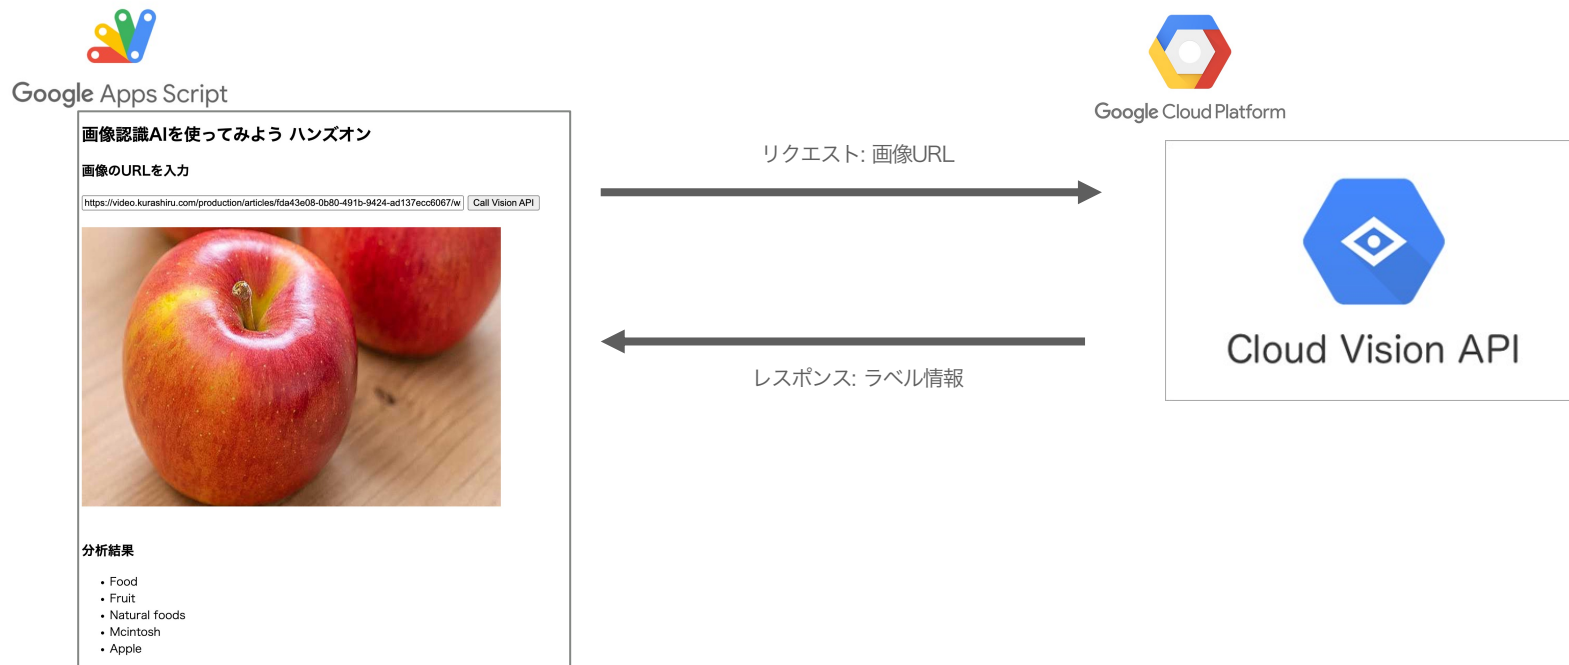 Google Apps Script
画像認識AIを使ってみよう ハンズオン
画像のURLを入力
https://video.kurashiru.com/production/articles/fda43e08-0b80-491b-9424-ad137ecc6067/w
Call Vision API
分析結果
• Food
• Fruit
• Natural foods
• Mcintosh
• Apple
リクエスト: 画像URL
レスポンス: ラベル情報
Google Cloud Platform
Cloud Vision API